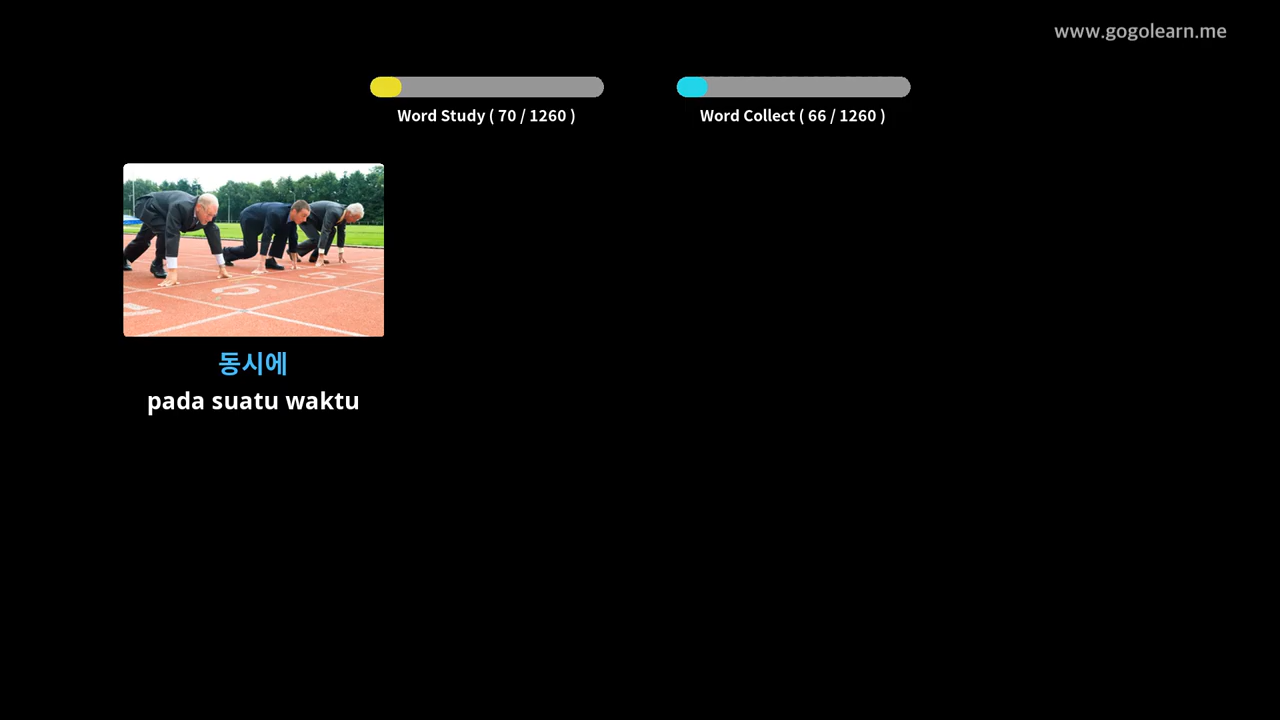 www.gogolearn.me
Word Study ( 70 / 1260 )
Word Collect ( 66 / 1260 )
동시에
pada suatu waktu